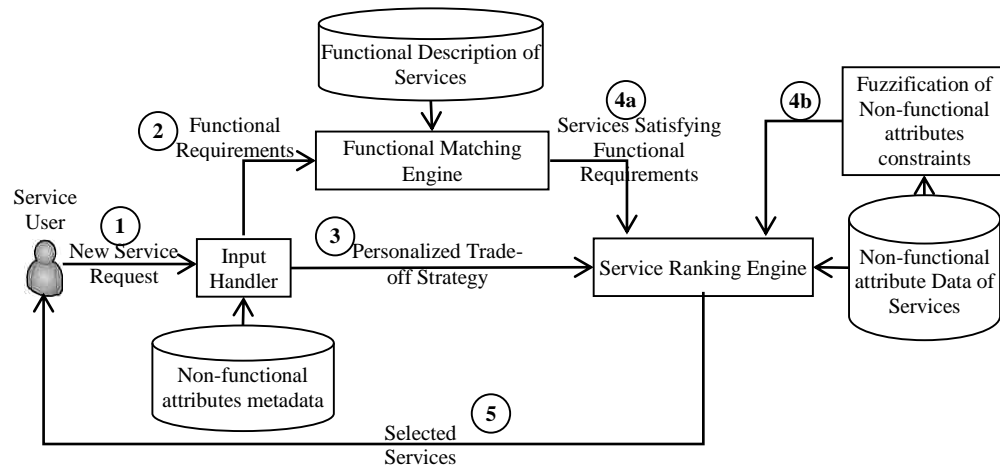 Functional Description of
Services
4a
4b
Fuzzification of
Non-functional
attributes
constraints
2
Functional
Requirements
Functional Matching
Engine
Services Satisfying
Functional
Requirements
Service
User
1
New Service
Request
Input
Handler
3
Personalized Trade-
off Strategy
Service Ranking Engine
Non-functional
attribute Data of
Services
Non-functional
attributes metadata
5
Selected
Services